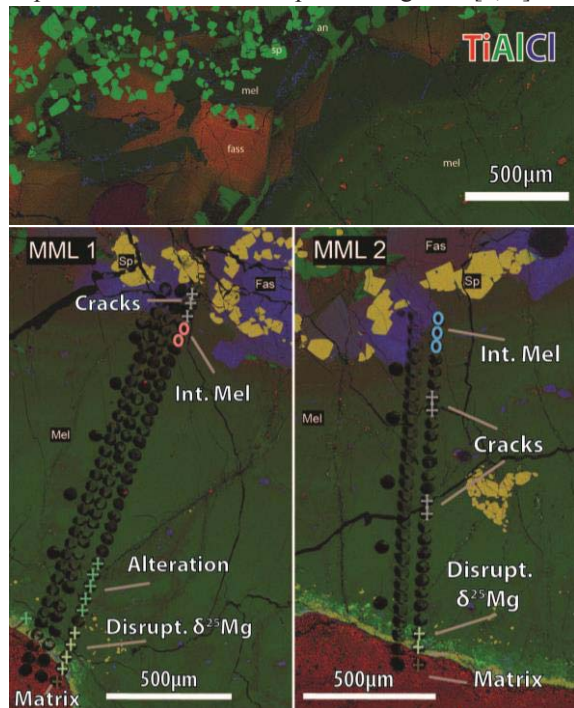 an
sp
TiAlCl
mel
fass
mel
500µm
MML 1
Sp
Fas
Cracks
Int. Mel
Mel
Alteration
Disrupt. δ²⁵Mg
500µm
Matrix
MML 2
Fas
Sp
Int. Mel
Mel
Cracks
Disrupt.
δ²⁵Mg
Matrix
500µm